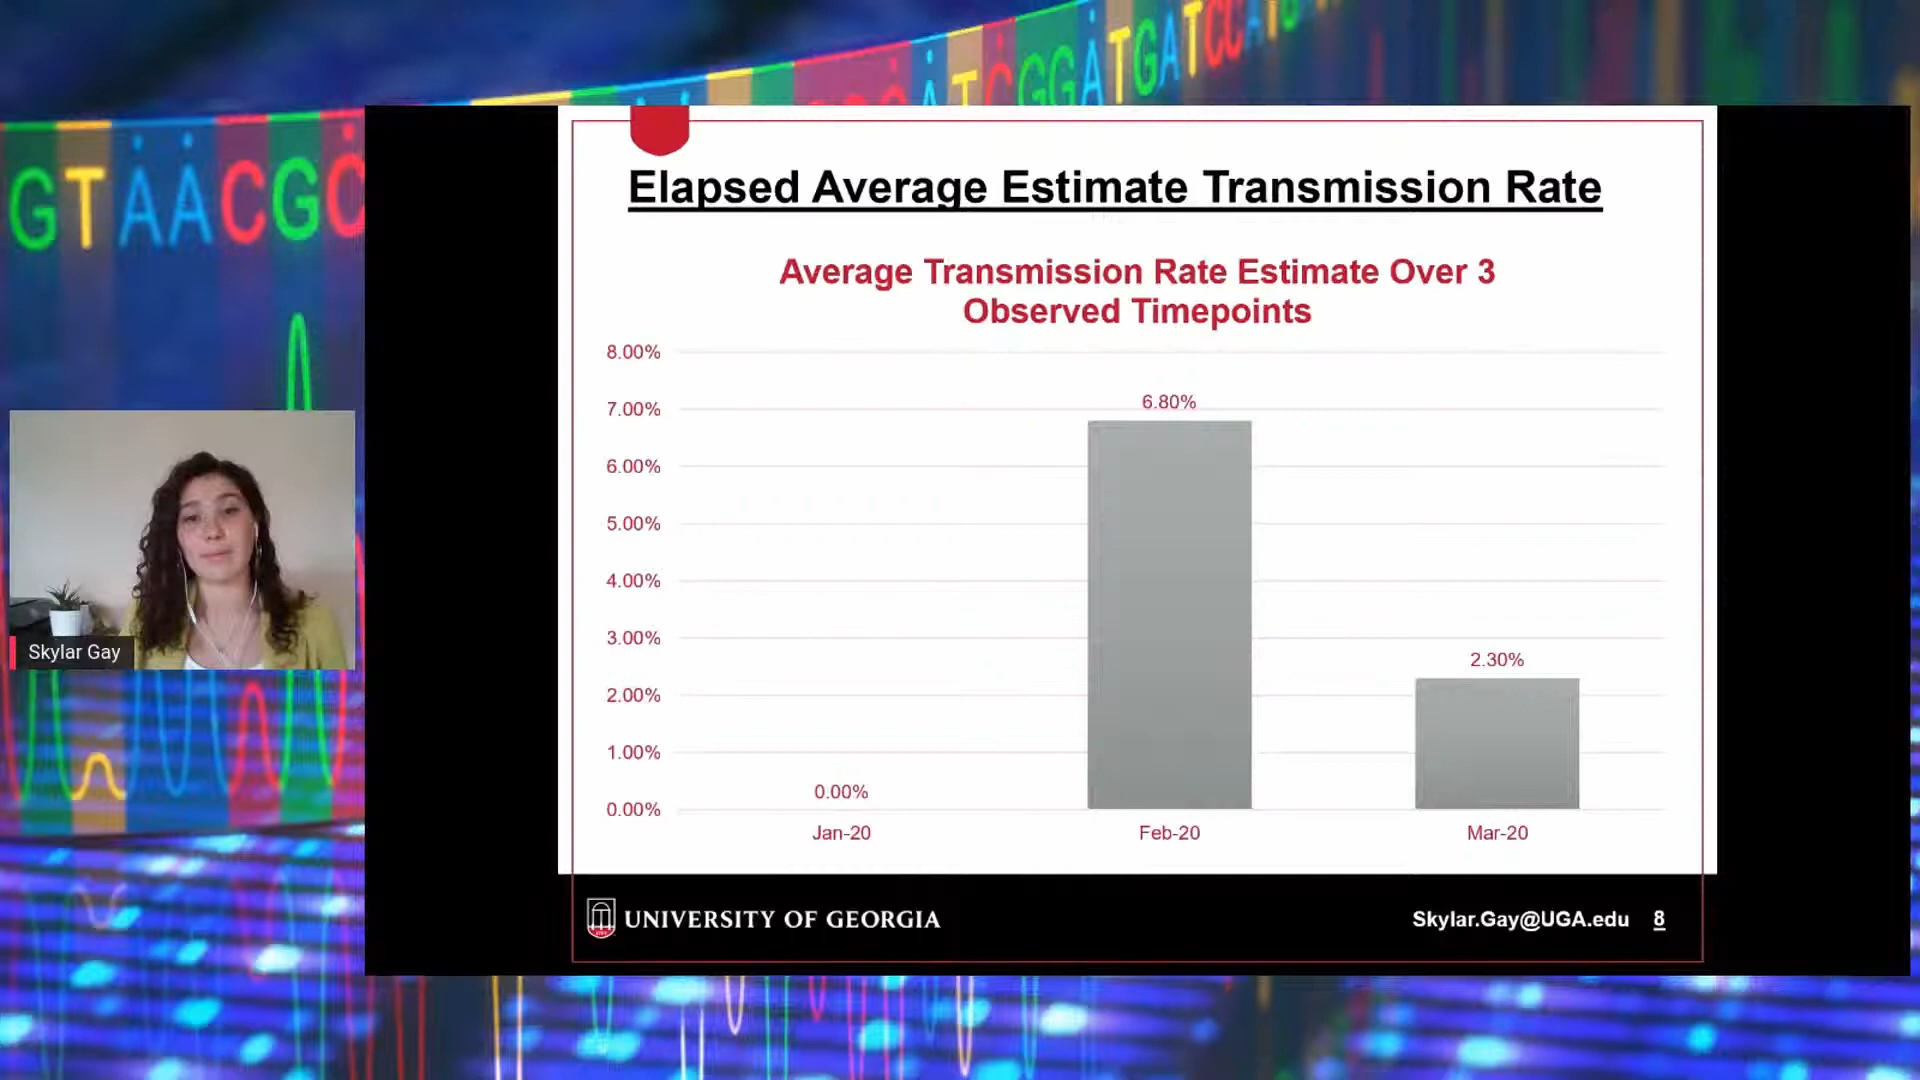 GTAACGC
ATCGGATGATCCATG
Elapsed Average Estimate Transmission Rate
Average Transmission Rate Estimate Over 3
Observed Timepoints
8.00%
7.00%
6.00%
5.00%
4.00%
3.00%
2.00%
1.00%
0.00%
0.00%
6.80%
2.30%
Jan-20
Feb-20
Mar-20
Skylar Gay
UNIVERSITY OF GEORGIA
Skylar.Gay@UGA.edu 8